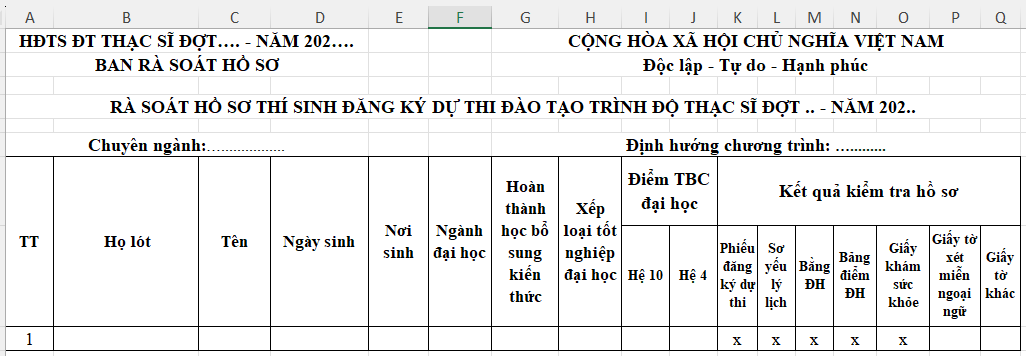 A B C D E F G H I J K L M N O P Q
HĐTS ĐT THẠC SĨ ĐỢT.... - NĂM 202.... CỘNG HÒA XÃ HỘI CHỦ NGHĨA VIỆT NAM
BAN RÀ SOÁT HỒ SƠ Độc lập - Tự do - Hạnh phúc
RÀ SOÁT HỒ SƠ THÍ SINH ĐĂNG KÝ DỰ THI ĐÀO TẠO TRÌNH ĐỘ THẠC SĨ ĐỢT .. - NĂM 202..
Chuyên ngành:................... Định hướng chương trình: ............
TT
Họ lót
Tên
Ngày sinh
Nơi
sinh
Ngành
đại học
Hoàn
thành
học bổ
sung
kiến
thức
Xếp
loại tốt
nghiệp
đại học
Điểm TBC
đại học
Hệ 10
Hệ 4
Kết quả kiểm tra hồ sơ
Phiếu
đăng
ký dự
thi
Sơ
yếu
lý
lịch
Bằng
ĐH
Bảng
điểm
ĐH
Giấy
khám
sức
khỏe
Giấy tờ
xét
miễn
ngoại
ngữ
Giấy
tờ
khác
1 x x x x x